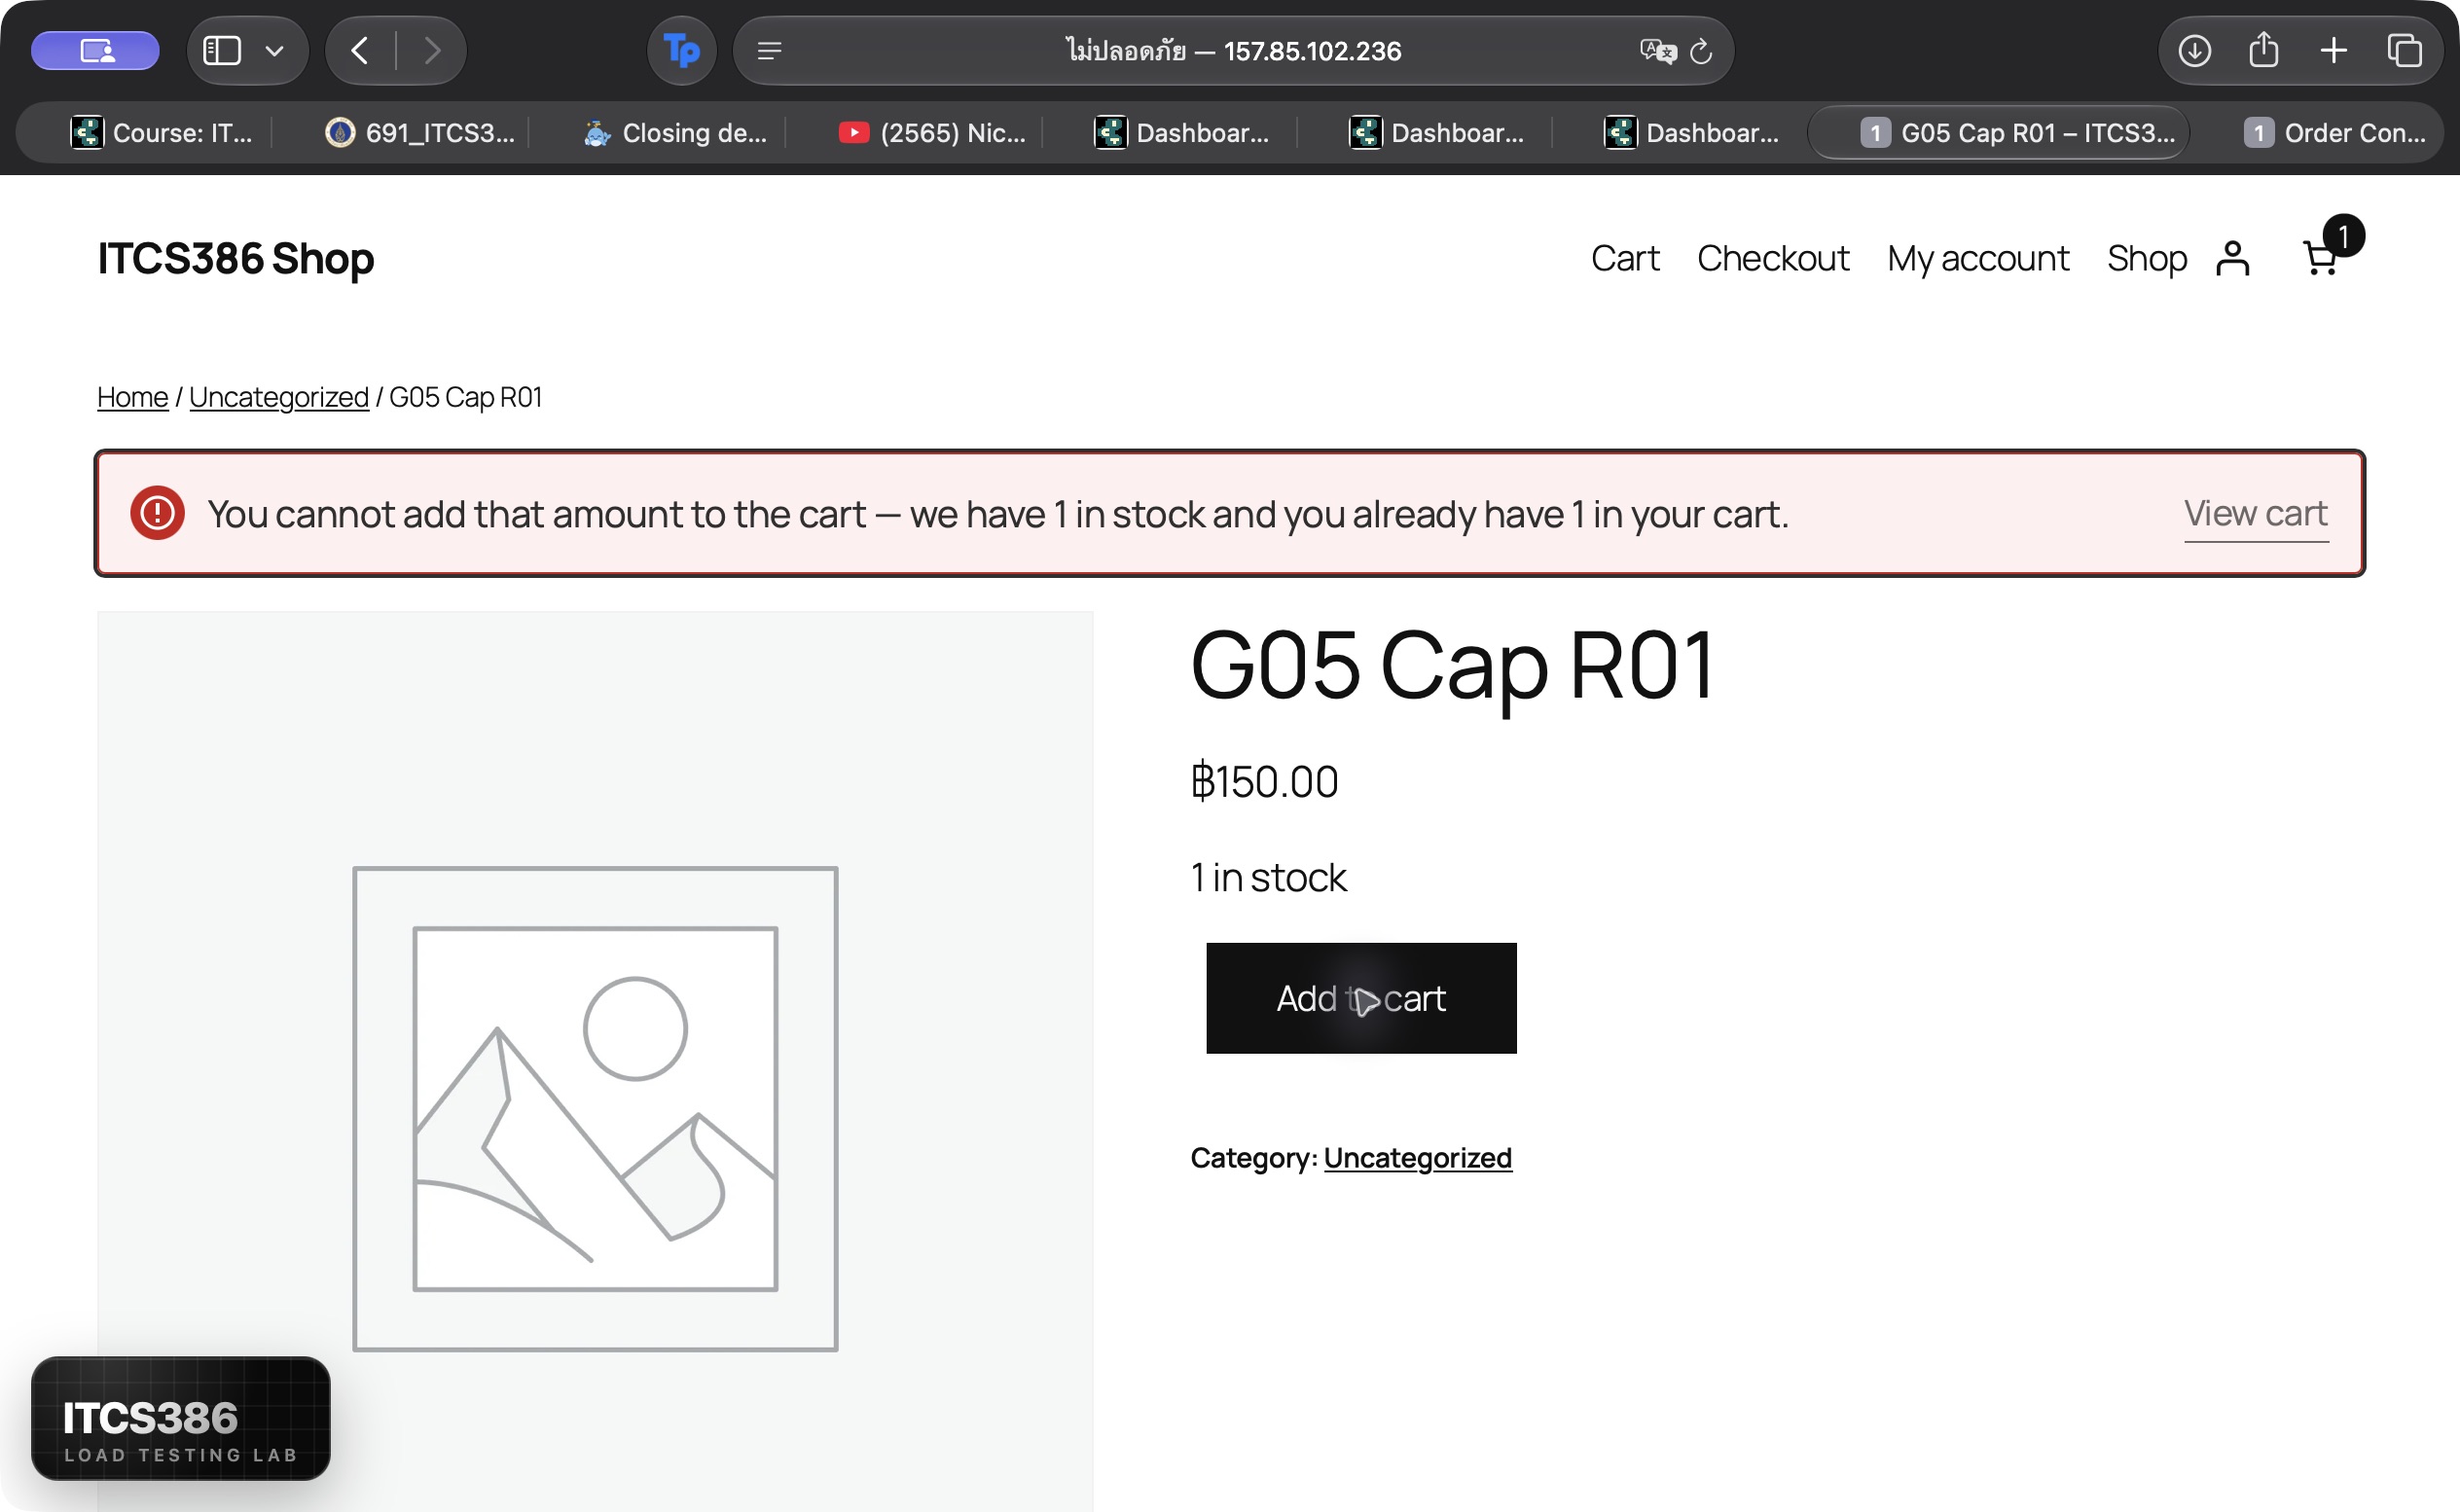 ไม่ปลอดภัย — 157.85.102.236
Course: IT...
691_ITCS3...
Closing de...
(2565) Nic...
Dashboar...
Dashboar...
Dashboar...
1 G05 Cap R01 – ITCS3...
1 Order Con...
ITCS386 Shop
Cart Checkout My account Shop 1
Home / Uncategorized / G05 Cap R01
You cannot add that amount to the cart — we have 1 in stock and you already have 1 in your cart. View cart
G05 Cap R01
฿150.00
1 in stock
Add to cart
Category: Uncategorized
ITCS386
LOAD TESTING LAB